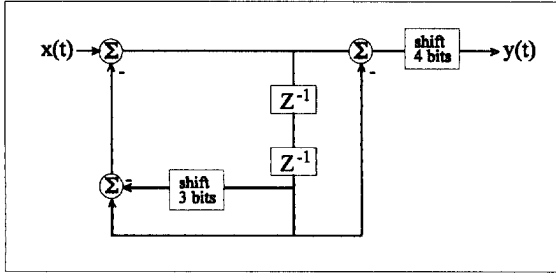 x(t)
Σ
-
Σ
-
shift
4 bits
y(t)
Z⁻¹
Z⁻¹
Σ
-
shift
3 bits